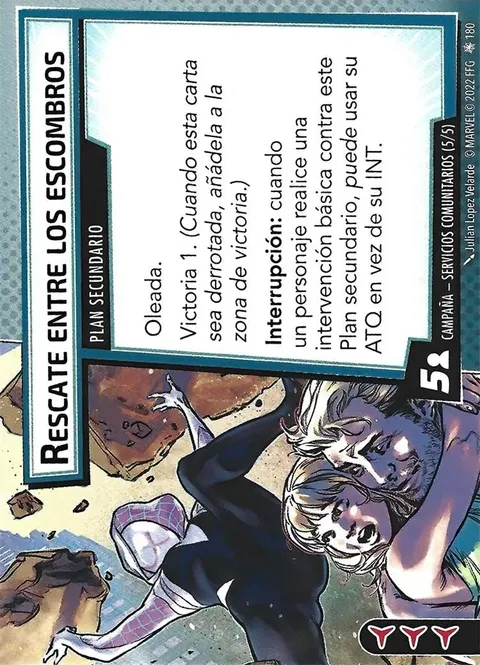 RESCATE ENTRE LOS ESCOMBROS
PLAN SECUNDARIO
Oleada.
Victoria 1. (Cuando esta carta
sea derrotada, añádela a la
zona de victoria.)
Interrupción: cuando
un personaje realice una
intervención básica contra este
Plan secundario, puede usar su
ATQ en vez de su INT.
5
CAMPAÑA – SERVICIOS COMUNITARIOS (5/5)
Julian Lopez Velarde © MARVEL © 2022 FFG 180